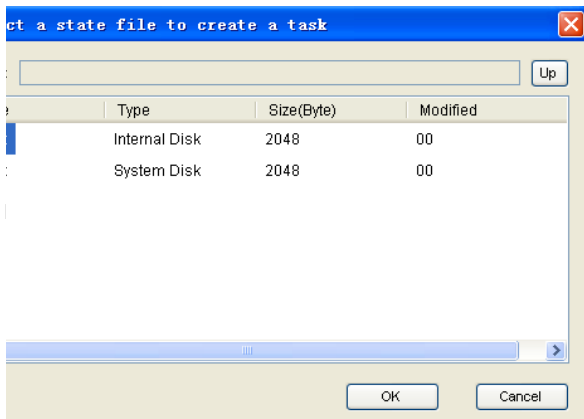 ct a state file to create a task
: Up
Type Size(Byte) Modified
Internal Disk 2048 00
System Disk 2048 00
OK Cancel